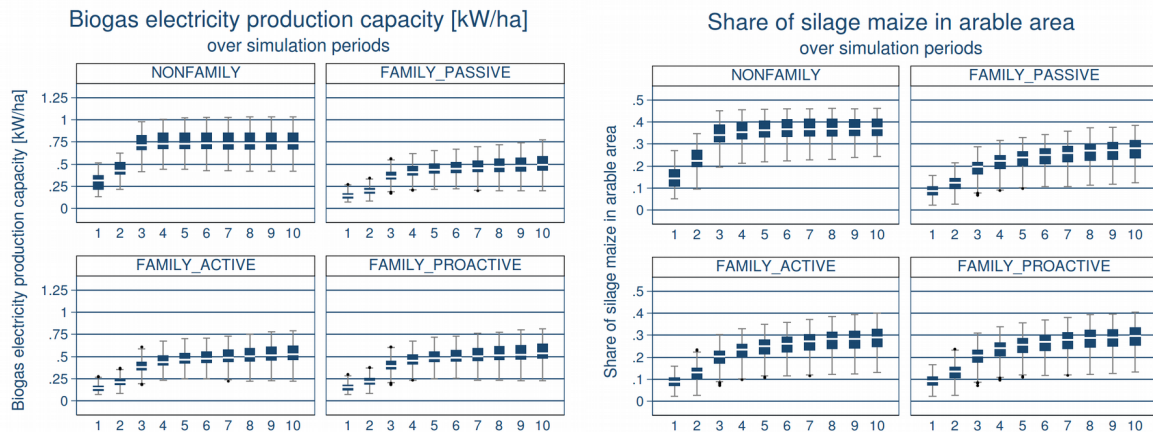 Biogas electricity production capacity [kW/ha]
over simulation periods
Biogas electricity production capacity [kW/ha]
NONFAMILY
FAMILY_PASSIVE
1.25
1
.75
.5
.25
0
1 2 3 4 5 6 7 8 9 10
1 2 3 4 5 6 7 8 9 10
FAMILY_ACTIVE
FAMILY_PROACTIVE
1.25
1
.75
.5
.25
0
1 2 3 4 5 6 7 8 9 10
1 2 3 4 5 6 7 8 9 10
Share of silage maize in arable area
over simulation periods
Share of silage maize in arable area
NONFAMILY
FAMILY_PASSIVE
.5
.4
.3
.2
.1
0
1 2 3 4 5 6 7 8 9 10
1 2 3 4 5 6 7 8 9 10
FAMILY_ACTIVE
FAMILY_PROACTIVE
.5
.4
.3
.2
.1
0
1 2 3 4 5 6 7 8 9 10
1 2 3 4 5 6 7 8 9 10